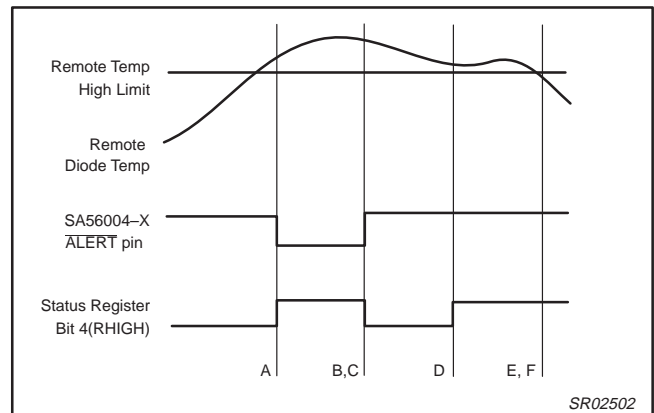 Remote Temp
High Limit
Remote
Diode Temp
SA56004–X
ALERT pin
Status Register
Bit 4(RHIGH)
A
B,C
D
E, F
SR02502